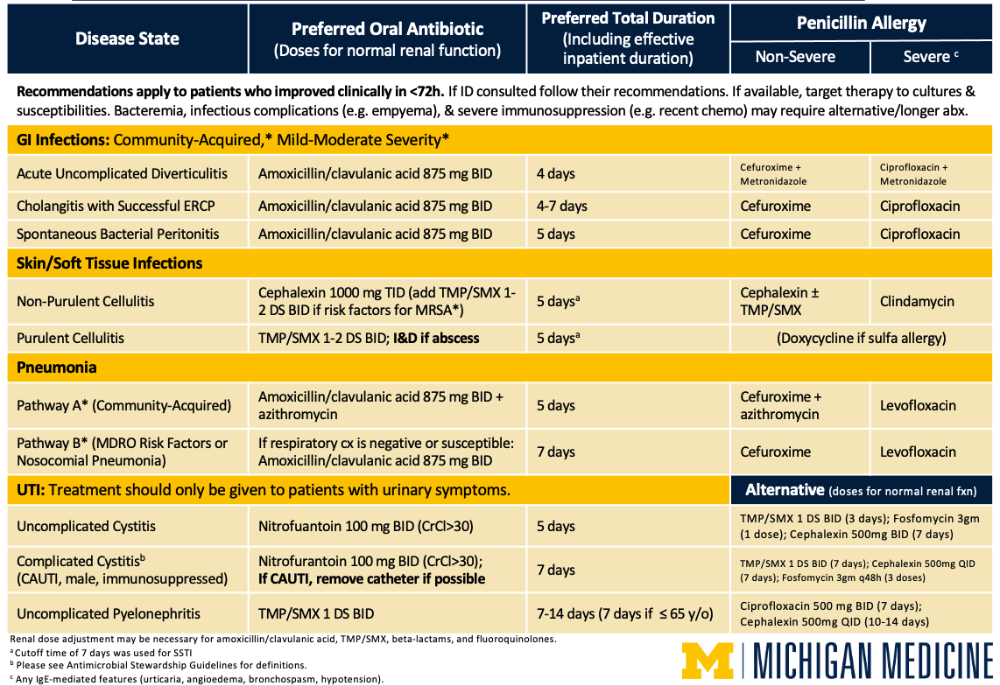 Disease State
Preferred Oral Antibiotic
(Doses for normal renal function)
Preferred Total Duration
(Including effective
inpatient duration)
Penicillin Allergy
Non-Severe
Severe c
Recommendations apply to patients who improved clinically in <72h. If ID consulted follow their recommendations. If available, target therapy to cultures &
susceptibilities. Bacteremia, infectious complications (e.g. empyema), & severe immunosuppression (e.g. recent chemo) may require alternative/longer abx.
GI Infections: Community-Acquired,* Mild-Moderate Severity*
Acute Uncomplicated Diverticulitis
Amoxicillin/clavulanic acid 875 mg BID
4 days
Cefuroxime +
Metronidazole
Ciprofloxacin +
Metronidazole
Cholangitis with Successful ERCP
Amoxicillin/clavulanic acid 875 mg BID
4-7 days
Cefuroxime
Ciprofloxacin
Spontaneous Bacterial Peritonitis
Amoxicillin/clavulanic acid 875 mg BID
5 days
Cefuroxime
Ciprofloxacin
Skin/Soft Tissue Infections
Non-Purulent Cellulitis
Cephalexin 1000 mg TID (add TMP/SMX 1-
2 DS BID if risk factors for MRSA*)
5 daysa
Cephalexin ±
TMP/SMX
Clindamycin
Purulent Cellulitis
TMP/SMX 1-2 DS BID; I&D if abscess
5 daysa
(Doxycycline if sulfa allergy)
Pneumonia
Pathway A* (Community-Acquired)
Amoxicillin/clavulanic acid 875 mg BID +
azithromycin
5 days
Cefuroxime +
azithromycin
Levofloxacin
Pathway B* (MDRO Risk Factors or
Nosocomial Pneumonia)
If respiratory cx is negative or susceptible:
Amoxicillin/clavulanic acid 875 mg BID
7 days
Cefuroxime
Levofloxacin
UTI: Treatment should only be given to patients with urinary symptoms.
Alternative (doses for normal renal fxn)
Uncomplicated Cystitis
Nitrofuantoin 100 mg BID (CrCl>30)
5 days
TMP/SMX 1 DS BID (3 days); Fosfomycin 3gm
(1 dose); Cephalexin 500mg BID (7 days)
Complicated Cystitisb
(CAUTI, male, immunosuppressed)
Nitrofurantoin 100 mg BID (CrCl>30);
If CAUTI, remove catheter if possible
7 days
TMP/SMX 1 DS BID (7 days); Cephalexin 500mg QID
(7 days); Fosfomycin 3gm q48h (3 doses)
Uncomplicated Pyelonephritis
TMP/SMX 1 DS BID
7-14 days (7 days if ≤ 65 y/o)
Ciprofloxacin 500 mg BID (7 days);
Cephalexin 500mg QID (10-14 days)
Renal dose adjustment may be necessary for amoxicillin/clavulanic acid, TMP/SMX, beta-lactams, and fluoroquinolones.
a Cutoff time of 7 days was used for SSTI
b Please see Antimicrobial Stewardship Guidelines for definitions.
c Any IgE-mediated features (urticaria, angioedema, bronchospasm, hypotension).
M MICHIGAN MEDICINE